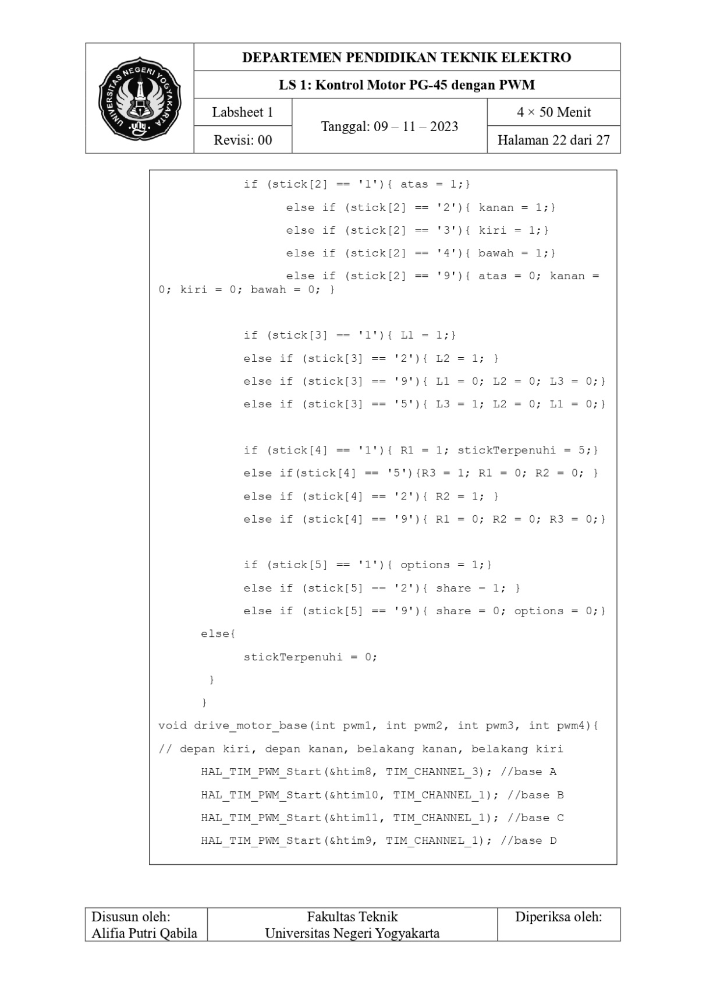 UNIVERSITAS NEGERI YOGYAKARTA
uny
DEPARTEMEN PENDIDIKAN TEKNIK ELEKTRO
LS 1: Kontrol Motor PG-45 dengan PWM
Labsheet 1
Tanggal: 09 – 11 – 2023
4 × 50 Menit
Revisi: 00
Halaman 22 dari 27
if (stick[2] == '1'){ atas = 1;}
else if (stick[2] == '2'){ kanan = 1;}
else if (stick[2] == '3'){ kiri = 1;}
else if (stick[2] == '4'){ bawah = 1;}
else if (stick[2] == '9'){ atas = 0; kanan =
0; kiri = 0; bawah = 0; }
if (stick[3] == '1'){ L1 = 1;}
else if (stick[3] == '2'){ L2 = 1; }
else if (stick[3] == '9'){ L1 = 0; L2 = 0; L3 = 0;}
else if (stick[3] == '5'){ L3 = 1; L2 = 0; L1 = 0;}
if (stick[4] == '1'){ R1 = 1; stickTerpenuhi = 5;}
else if(stick[4] == '5'){R3 = 1; R1 = 0; R2 = 0; }
else if (stick[4] == '2'){ R2 = 1; }
else if (stick[4] == '9'){ R1 = 0; R2 = 0; R3 = 0;}
if (stick[5] == '1'){ options = 1;}
else if (stick[5] == '2'){ share = 1; }
else if (stick[5] == '9'){ share = 0; options = 0;}
else{
stickTerpenuhi = 0;
}
}
void drive_motor_base(int pwm1, int pwm2, int pwm3, int pwm4){
// depan kiri, depan kanan, belakang kanan, belakang kiri
HAL_TIM_PWM_Start(&htim8, TIM_CHANNEL_3); //base A
HAL_TIM_PWM_Start(&htim10, TIM_CHANNEL_1); //base B
HAL_TIM_PWM_Start(&htim11, TIM_CHANNEL_1); //base C
HAL_TIM_PWM_Start(&htim9, TIM_CHANNEL_1); //base D
Disusun oleh:
Alifia Putri Qabila
Fakultas Teknik
Universitas Negeri Yogyakarta
Diperiksa oleh: